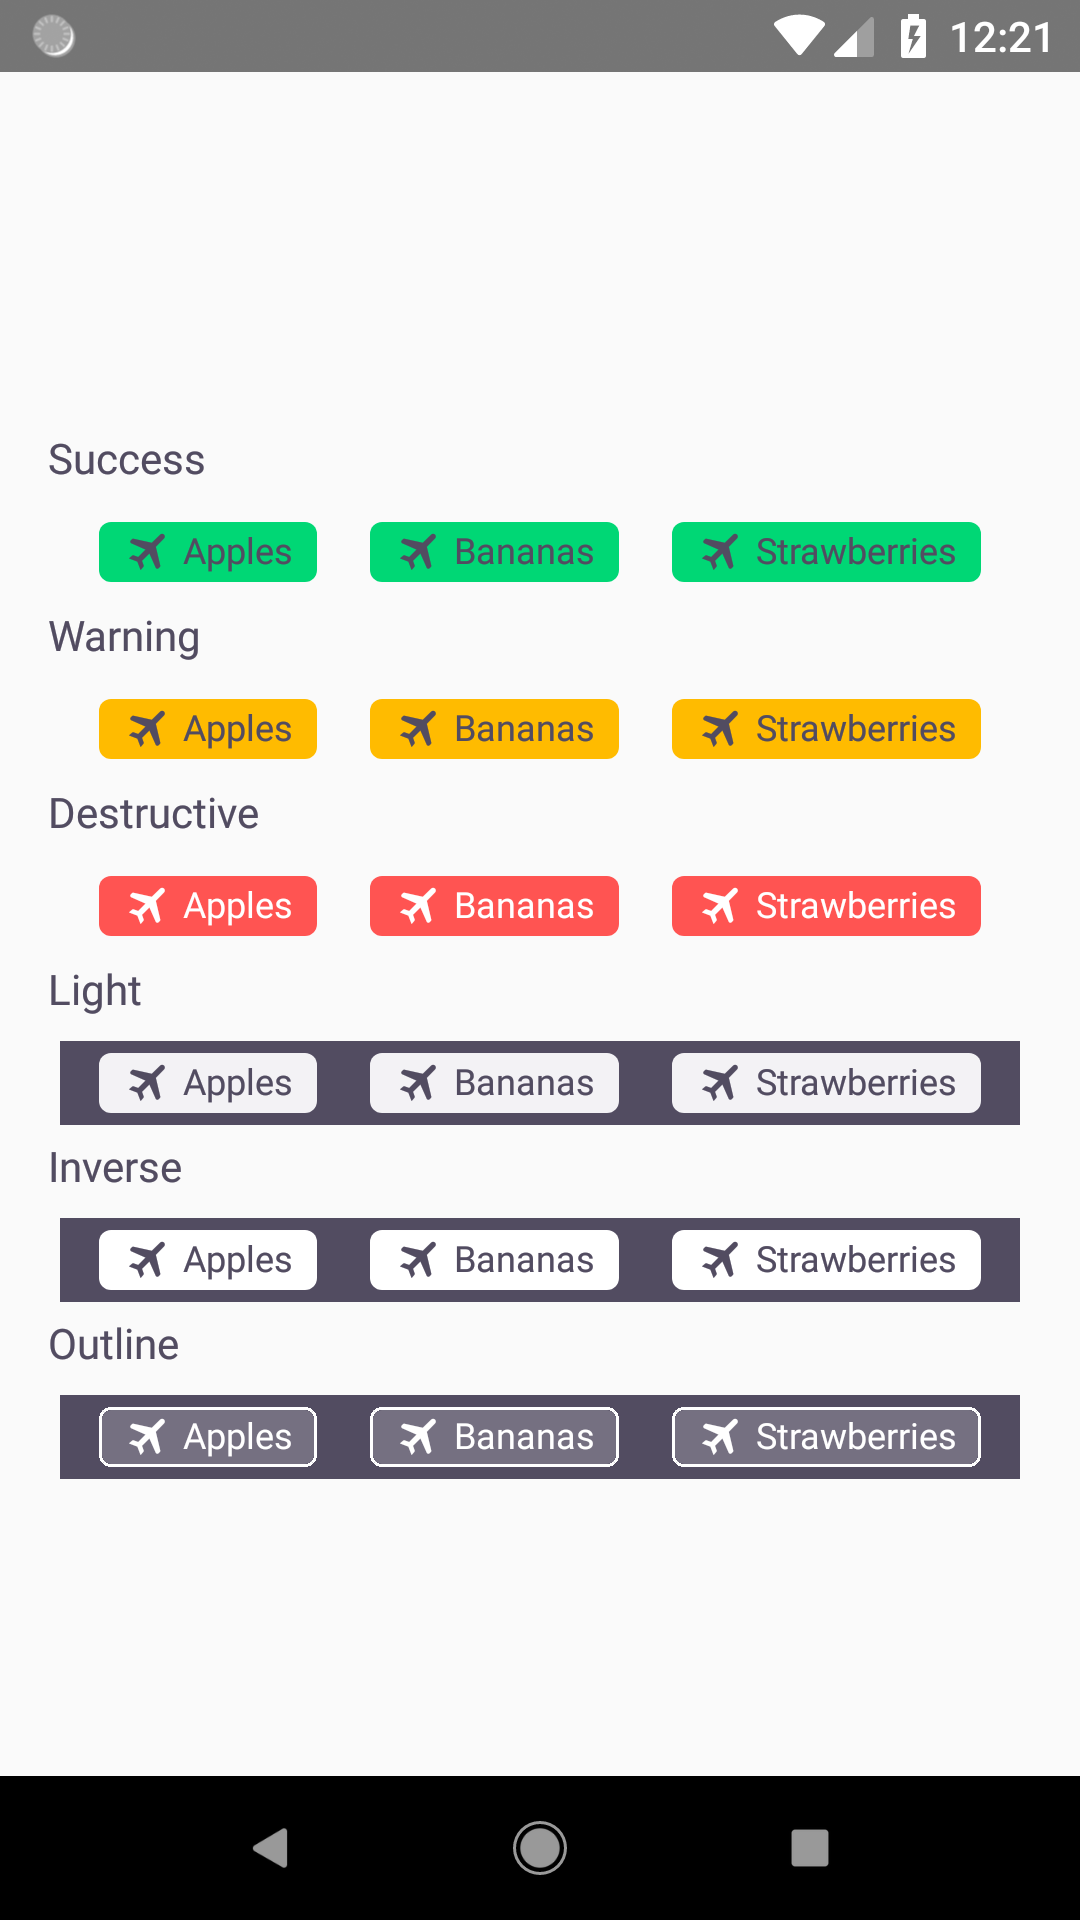 12:21
Success
Apples Bananas Strawberries
Warning
Apples Bananas Strawberries
Destructive
Apples Bananas Strawberries
Light
Apples Bananas Strawberries
Inverse
Apples Bananas Strawberries
Outline
Apples Bananas Strawberries